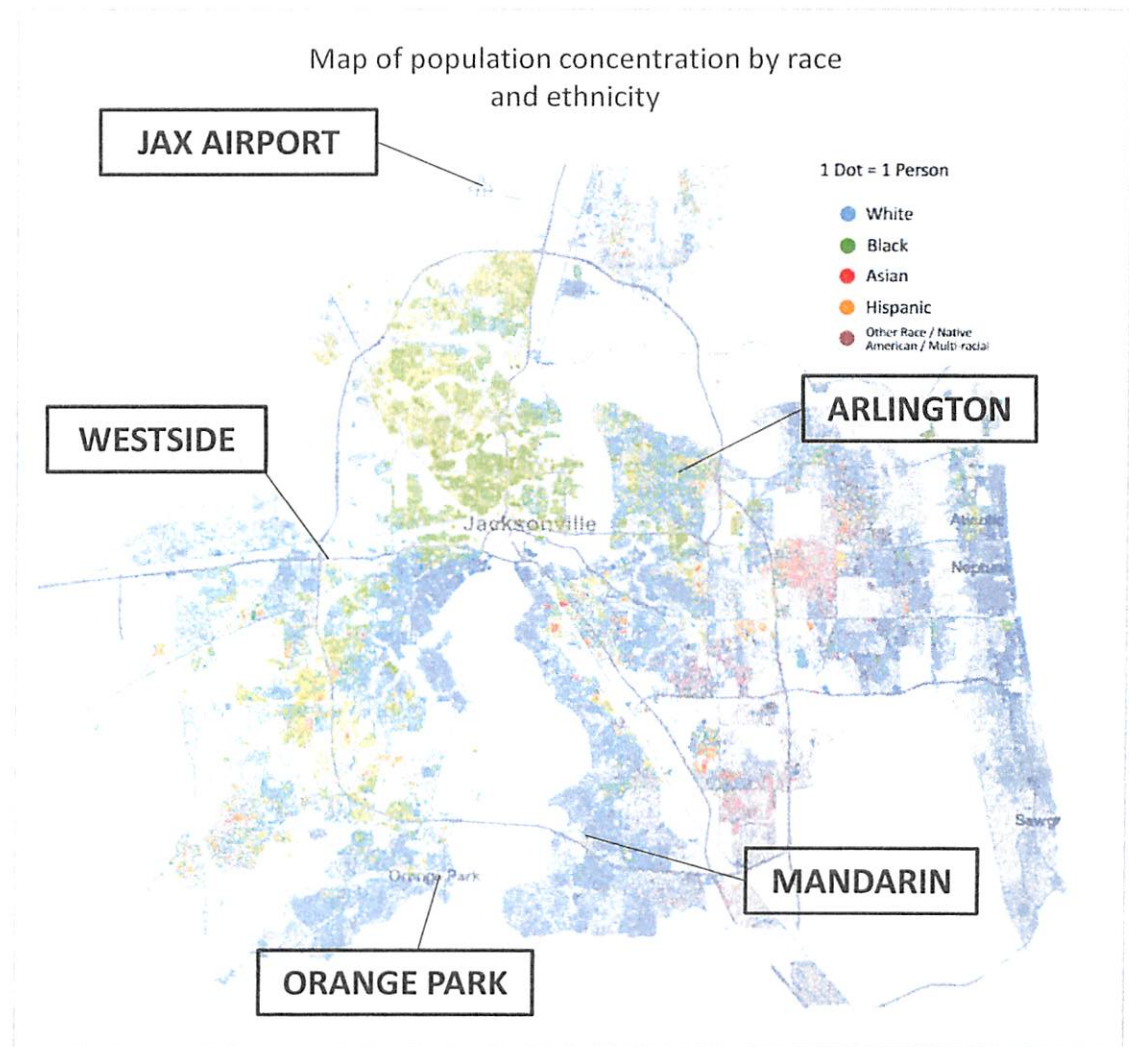 Map of population concentration by race
and ethnicity
JAX AIRPORT
1 Dot = 1 Person
White
Black
Asian
Hispanic
Other Race / Native
American / Multi-racial
ARLINGTON
WESTSIDE
Jacksonville
Atlantic
Neptune
Sawgr
MANDARIN
Orange Park
ORANGE PARK